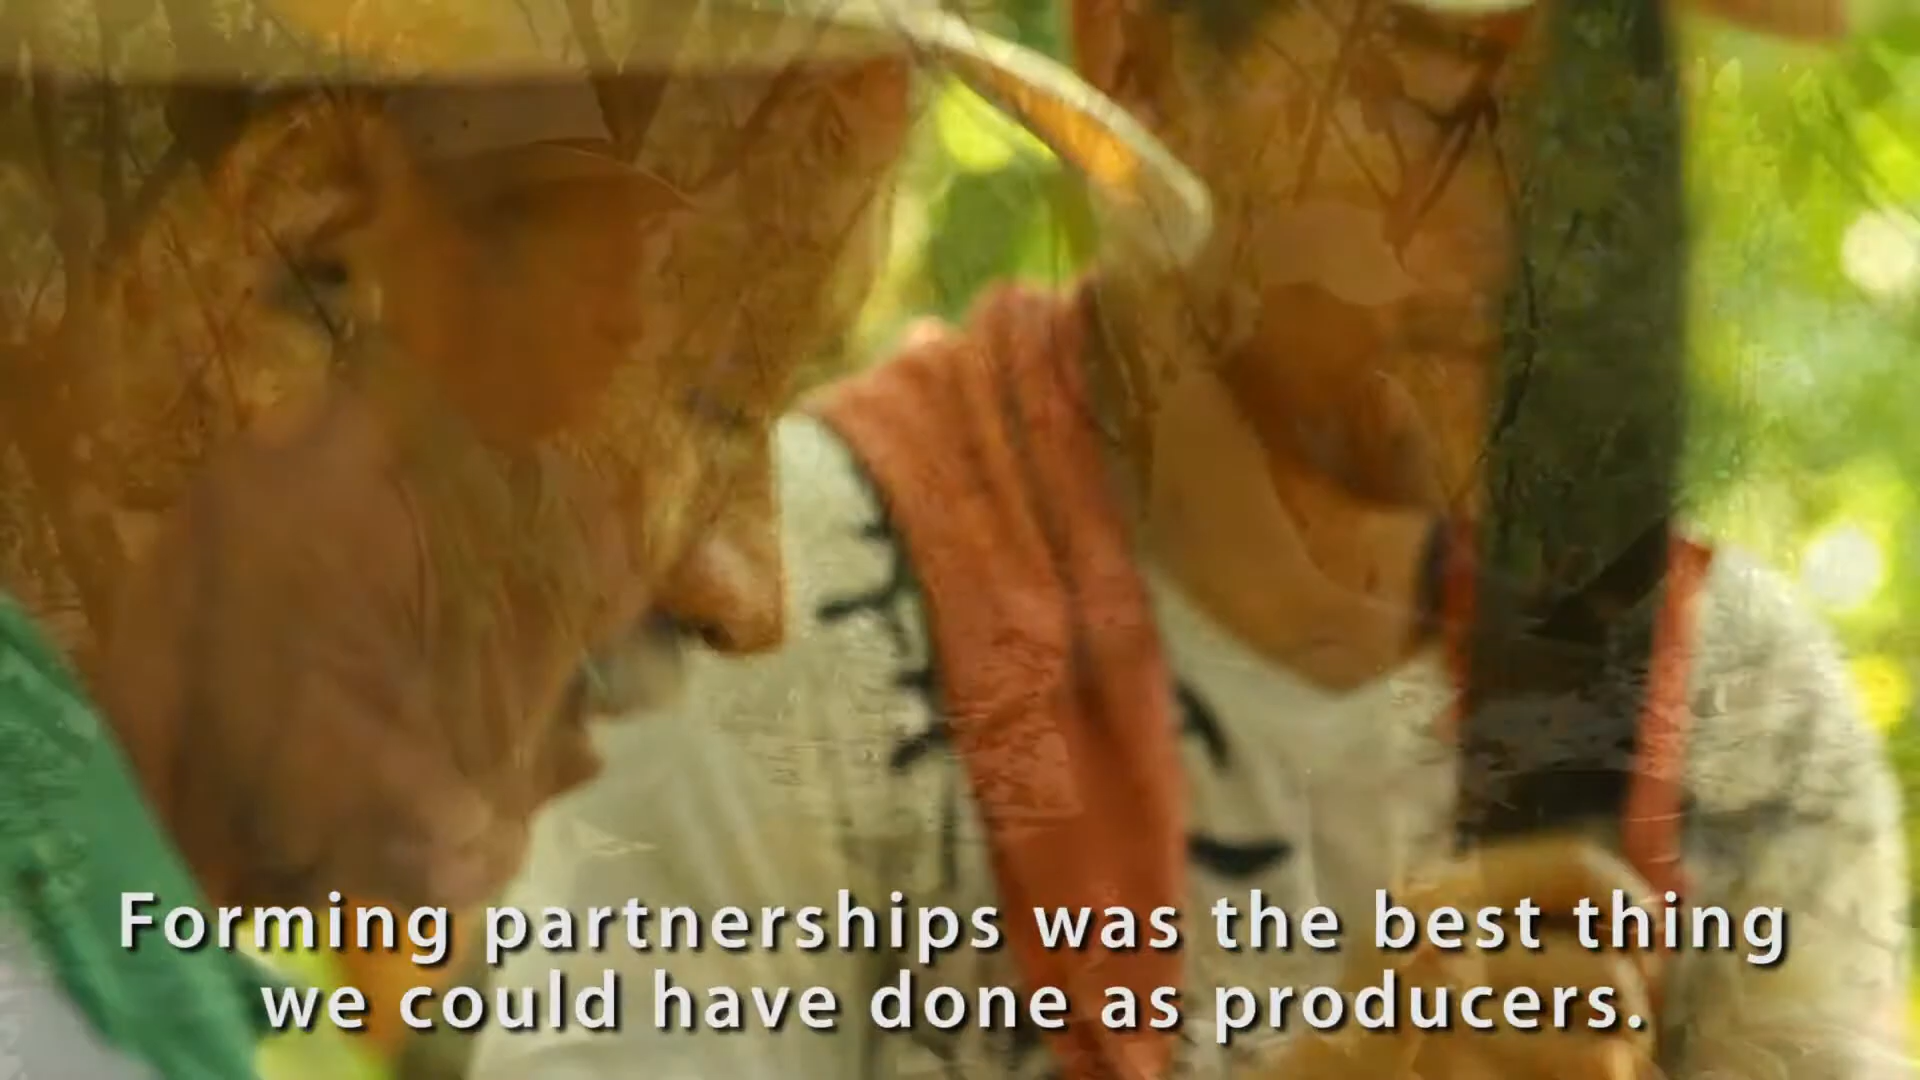 Forming partnerships was the best thing
we could have done as producers.